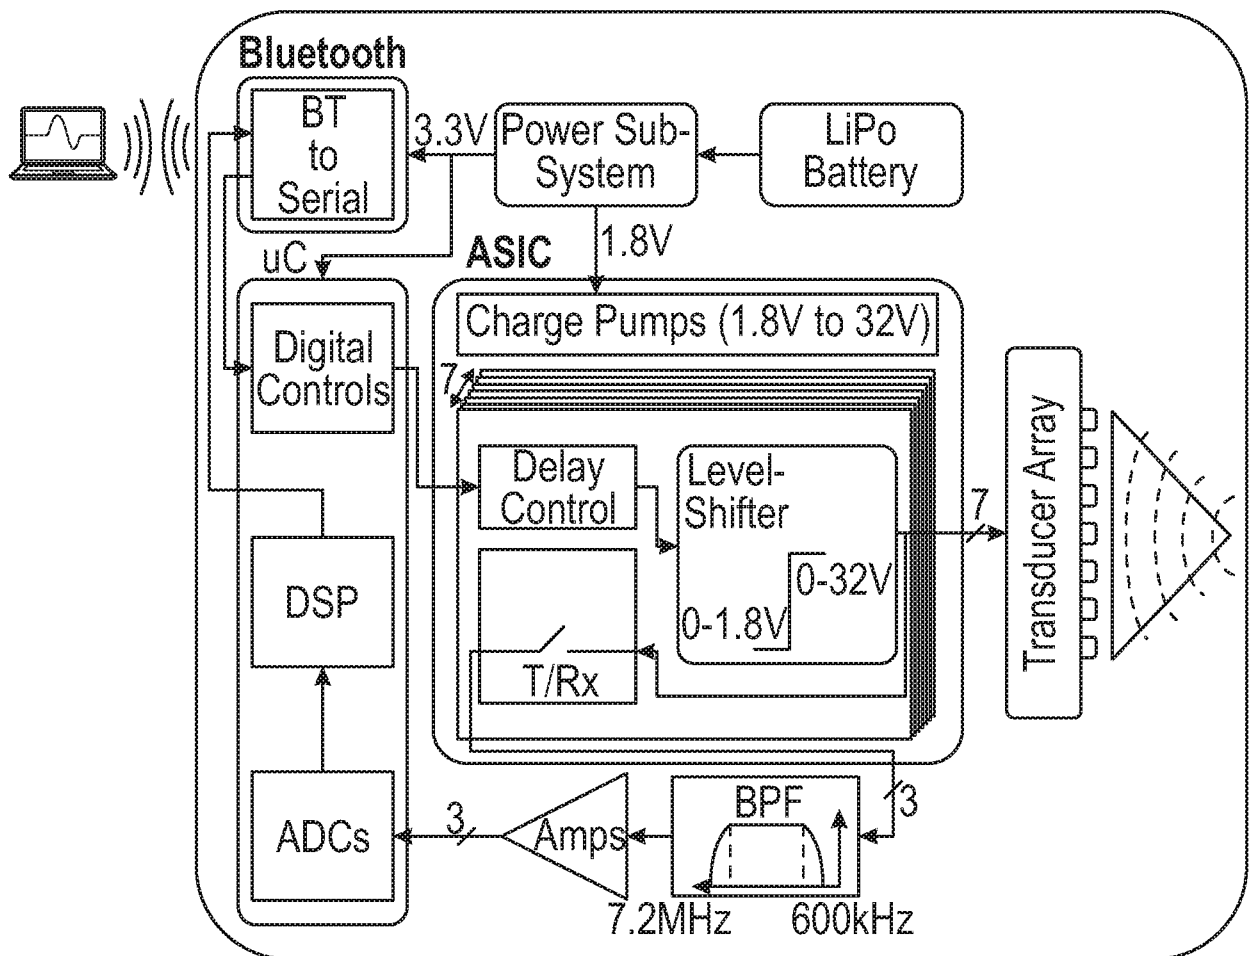 Bluetooth
BT
to
Serial
3.3V
Power Sub-
System
LiPo
Battery
1.8V
uC
ASIC
Charge Pumps (1.8V to 32V)
Digital
Controls
7
Delay
Control
Level-
Shifter
0-32V
0-1.8V
T/Rx
7
Transducer Array
DSP
ADCs
3
Amps
BPF
3
7.2MHz
600kHz